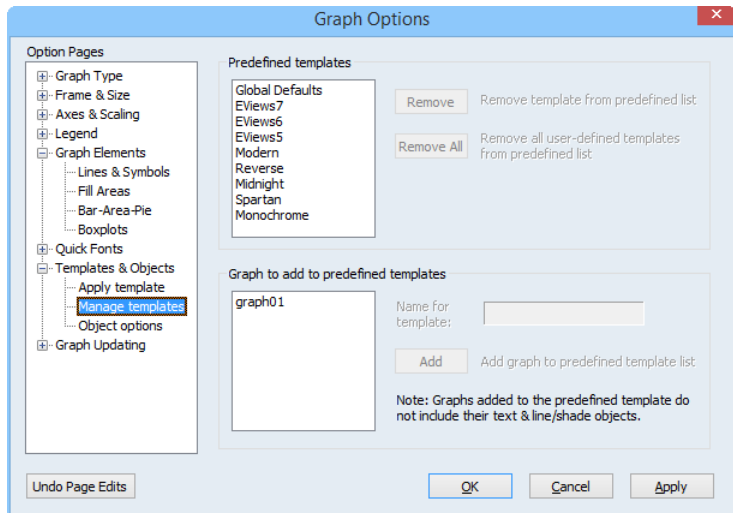 Graph Options
Option Pages
Graph Type
Frame & Size
Axes & Scaling
Legend
Graph Elements
Lines & Symbols
Fill Areas
Bar-Area-Pie
Boxplots
Quick Fonts
Templates & Objects
Apply template
Manage templates
Object options
Graph Updating
Predefined templates
Global Defaults
EViews7
EViews6
EViews5
Modern
Reverse
Midnight
Spartan
Monochrome
Remove
Remove template from predefined list
Remove All
Remove all user-defined templates
from predefined list
Graph to add to predefined templates
graph01
Name for
template:
Add
Add graph to predefined template list
Note: Graphs added to the predefined template do
not include their text & line/shade objects.
Undo Page Edits
OK
Cancel
Apply